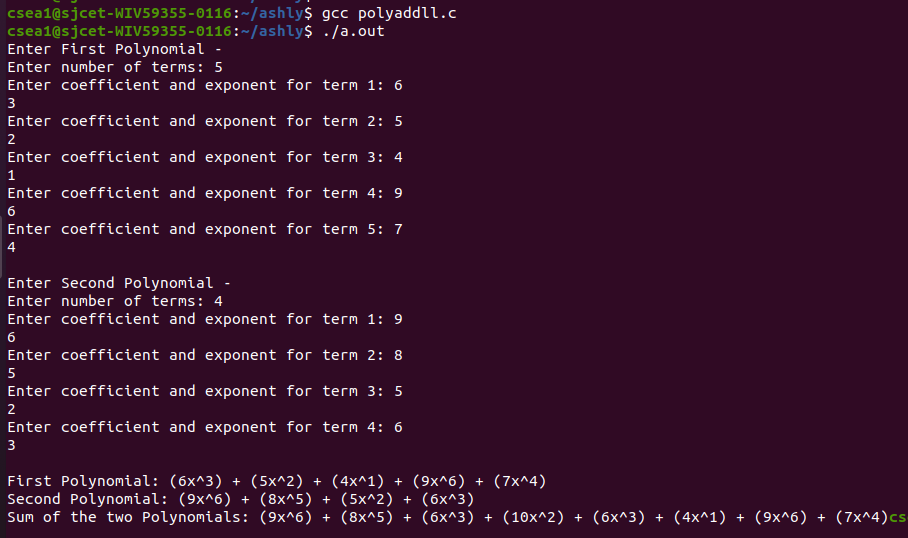 csea1@sjcet-WIV59355-0116:~/ashly$ gcc polyaddll.c
csea1@sjcet-WIV59355-0116:~/ashly$ ./a.out
Enter First Polynomial -
Enter number of terms: 5
Enter coefficient and exponent for term 1: 6
3
Enter coefficient and exponent for term 2: 5
2
Enter coefficient and exponent for term 3: 4
1
Enter coefficient and exponent for term 4: 9
6
Enter coefficient and exponent for term 5: 7
4
Enter Second Polynomial -
Enter number of terms: 4
Enter coefficient and exponent for term 1: 9
6
Enter coefficient and exponent for term 2: 8
5
Enter coefficient and exponent for term 3: 5
2
Enter coefficient and exponent for term 4: 6
3
First Polynomial: (6x^3) + (5x^2) + (4x^1) + (9x^6) + (7x^4)
Second Polynomial: (9x^6) + (8x^5) + (5x^2) + (6x^3)
Sum of the two Polynomials: (9x^6) + (8x^5) + (6x^3) + (10x^2) + (6x^3) + (4x^1) + (9x^6) + (7x^4)cs